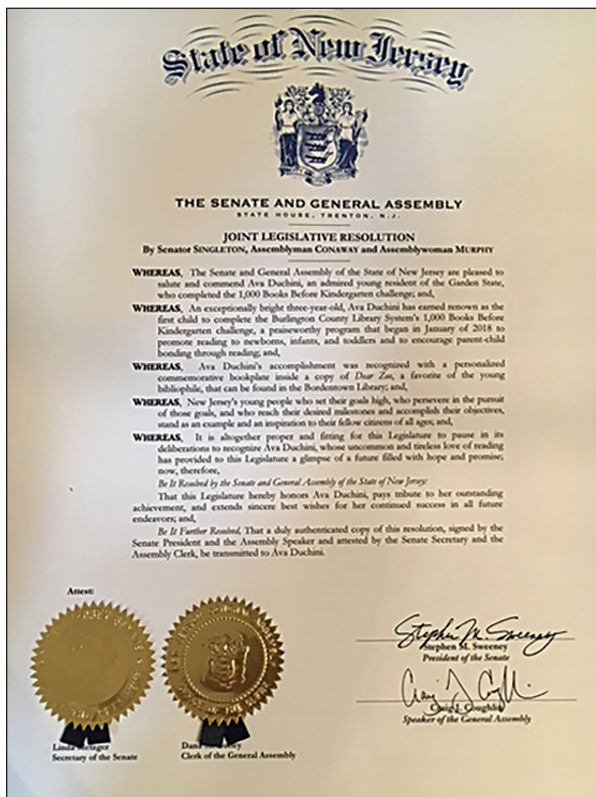 State of New Jersey
THE SENATE AND GENERAL ASSEMBLY
STATE HOUSE, TRENTON, N.J.
JOINT LEGISLATIVE RESOLUTION
By Senator SINGLETON, Assemblyman CONAWAY and Assemblywoman MURPHY
WHEREAS, The Senate and General Assembly of the State of New Jersey are pleased to
salute and commend Ava Duchini, an admired young resident of the Garden State,
who completed the 1,000 Books Before Kindergarten challenge; and,
WHEREAS, An exceptionally bright three-year-old, Ava Duchini has earned renown as the
first child to complete the Burlington County Library System's 1,000 Books Before
Kindergarten challenge, a praiseworthy program that began in January of 2018 to
promote reading to newborns, infants, and toddlers and to encourage parent-child
bonding through reading; and,
WHEREAS, Ava Duchini's accomplishment was recognized with a personalized
commemorative bookplate inside a copy of Dear Zoo, a favorite of the young
bibliophile, that can be found in the Bordentown Library; and,
WHEREAS, New Jersey's young people who set their goals high, who persevere in the pursuit
of those goals, and who reach their desired milestones and accomplish their objectives,
stand as an example and an inspiration to their fellow citizens of all ages; and,
WHEREAS, It is altogether proper and fitting for this Legislature to pause in its
deliberations to recognize Ava Duchini, whose uncommon and tireless love of reading
has provided to this Legislature a glimpse of a future filled with hope and promise;
now, therefore,
Be It Resolved by the Senate and General Assembly of the State of New Jersey:
That this Legislature hereby honors Ava Duchini, pays tribute to her outstanding
achievement, and extends sincere best wishes for her continued success in all future
endeavors; and,
Be It Further Resolved, That a duly authenticated copy of this resolution, signed by the
Senate President and the Assembly Speaker and attested by the Senate Secretary and the
Assembly Clerk, be transmitted to Ava Duchini.
Attest:
Stephen M. Sweeney
Stephen M. Sweeney
President of the Senate
Craig J. Coughlin
Speaker of the General Assembly
Linda
Secretary of the Senate
Dana
Clerk of the General Assembly